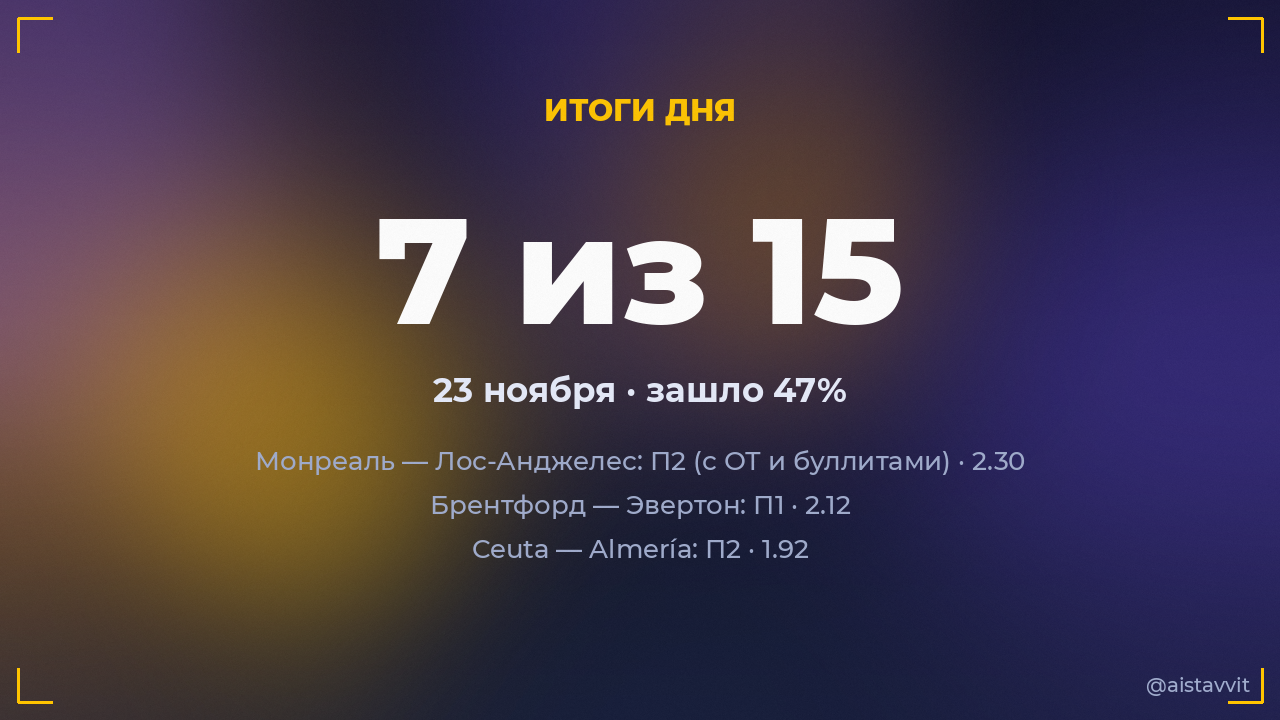 ИТОГИ ДНЯ
7 из 15
23 ноября · зашло 47%
Монреаль — Лос-Анджелес: П2 (с ОТ и буллитами) · 2.30
Брентфорд — Эвертон: П1 · 2.12
Ceuta — Almería: П2 · 1.92
@aistavvit